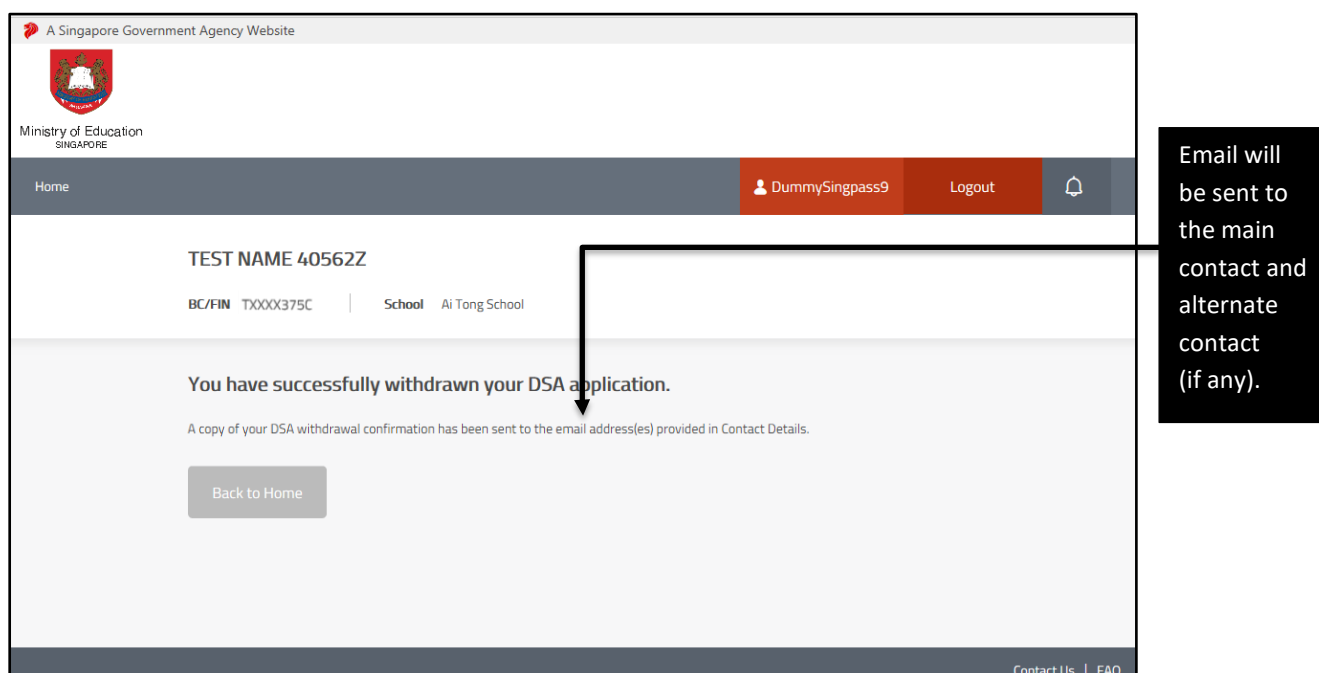 A Singapore Government Agency Website
Ministry of Education
SINGAPORE
Home
DummySingpass9
Logout
TEST NAME 40562Z
BC/FIN TXXXX375C School Ai Tong School
You have successfully withdrawn your DSA application.
A copy of your DSA withdrawal confirmation has been sent to the email address(es) provided in Contact Details.
Back to Home
Contact Us | FAQ
Email will
be sent to
the main
contact and
alternate
contact
(if any).